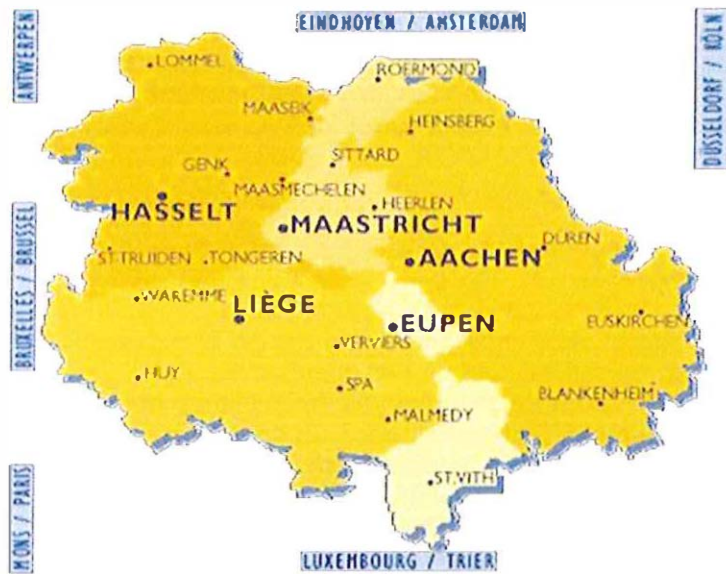 EINDHOVEN / AMSTERDAM
ANTWERPEN
DÜSSELDORF / KÖLN
LOMMEL
ROERMOND
MAASEIK
HEINSBERG
SITTARD
GENK
MAASMECHELEN
HASSELT
HEERLEN
MAASTRICHT
DÜREN
AACHEN
ST.TRUIDEN
TONGEREN
BRUXELLES / BRUSSEL
WAREMME
LIÈGE
EUPEN
EUSKIRCHEN
VERVIERS
HUY
SPA
BLANKENHEIM
MALMEDY
ST.VITH
MONS / PARIS
LUXEMBOURG / TRIER